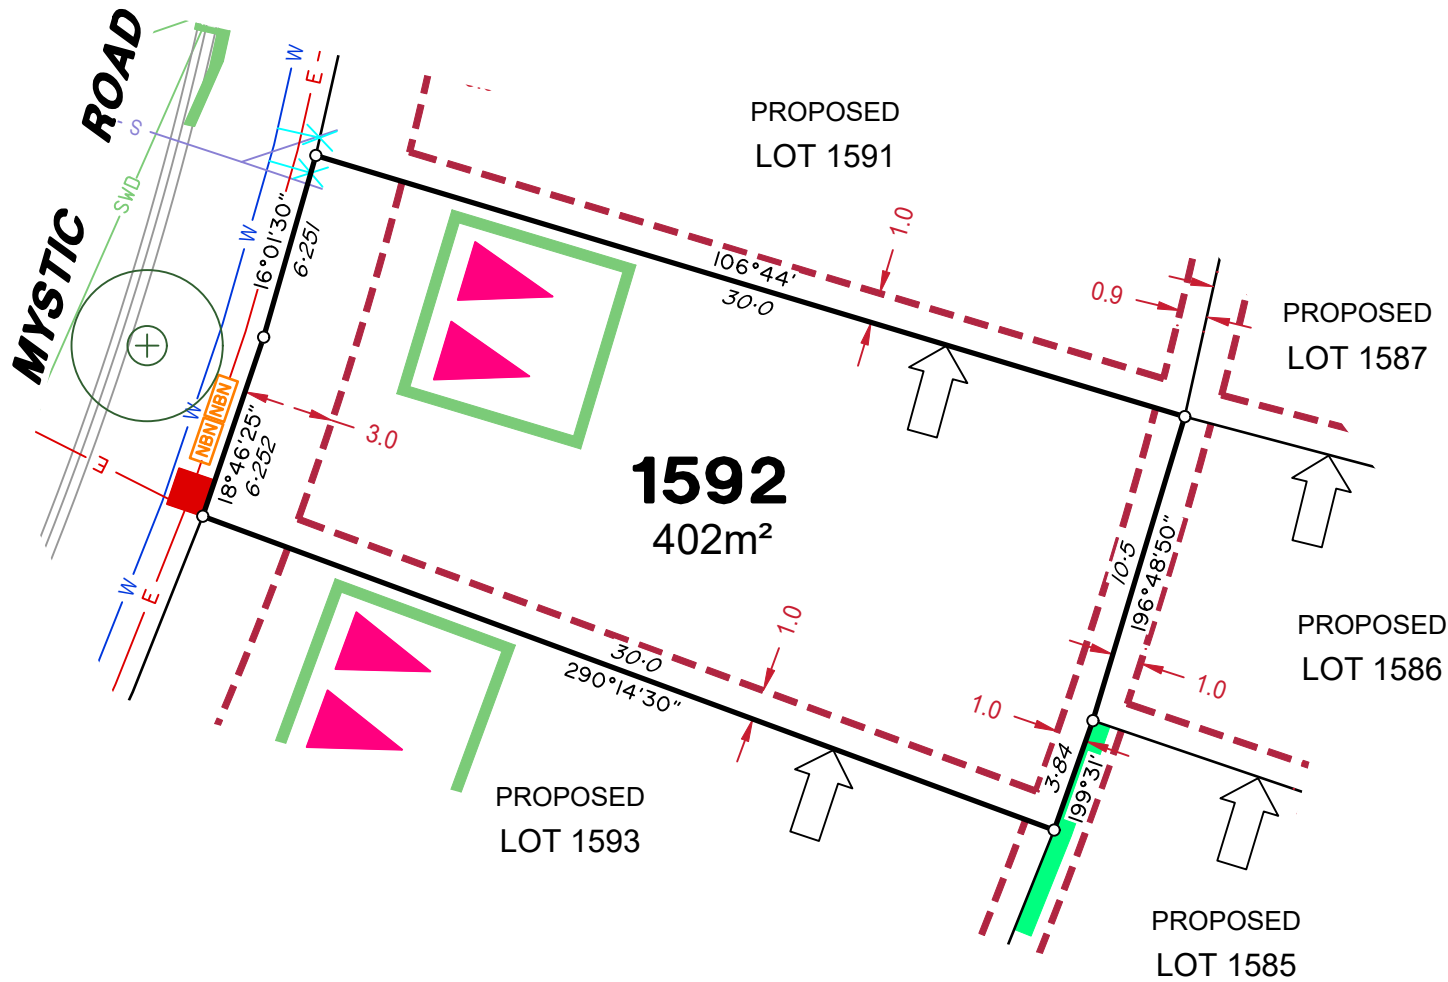 MYSTIC ROAD
S
SWD
W
E
W
W
W
E
E
NBN
NBN
16°01'30"
6·251
18°46'25"
6·252
3.0
PROPOSED
LOT 1591
1.0
106°44'
30·0
0.9
PROPOSED
LOT 1587
1592
402m²
10·5
196°48'50"
PROPOSED
LOT 1586
1.0
1.0
1.0
30·0
290°14'30"
3·84
199°31'
PROPOSED
LOT 1593
PROPOSED
LOT 1585